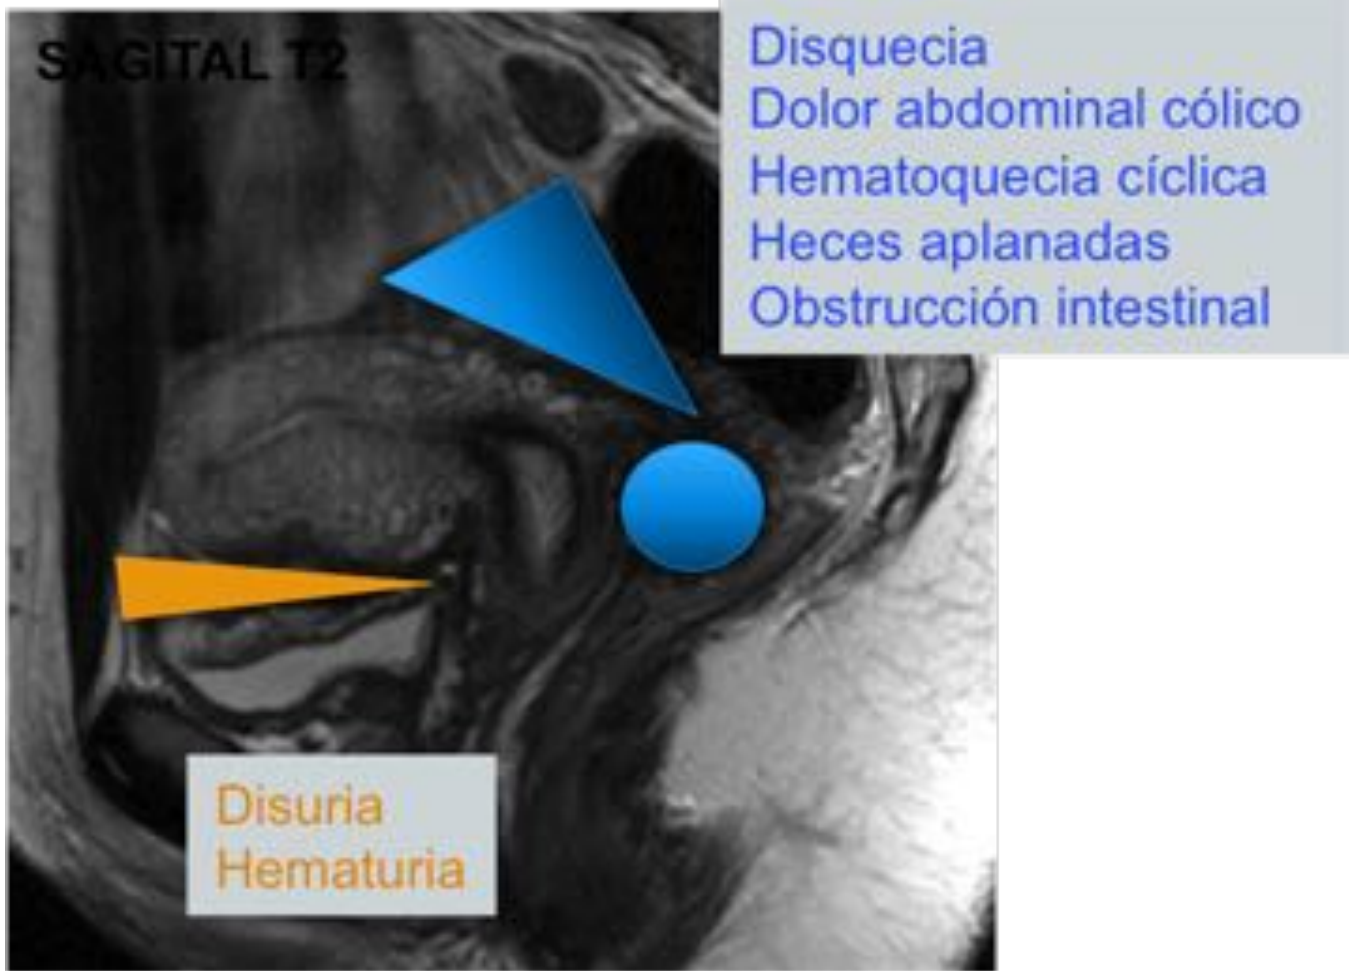 SAGITAL T2
Disquecia
Dolor abdominal cólico
Hematoquecia cíclica
Heces aplanadas
Obstrucción intestinal
Disuria
Hematuria